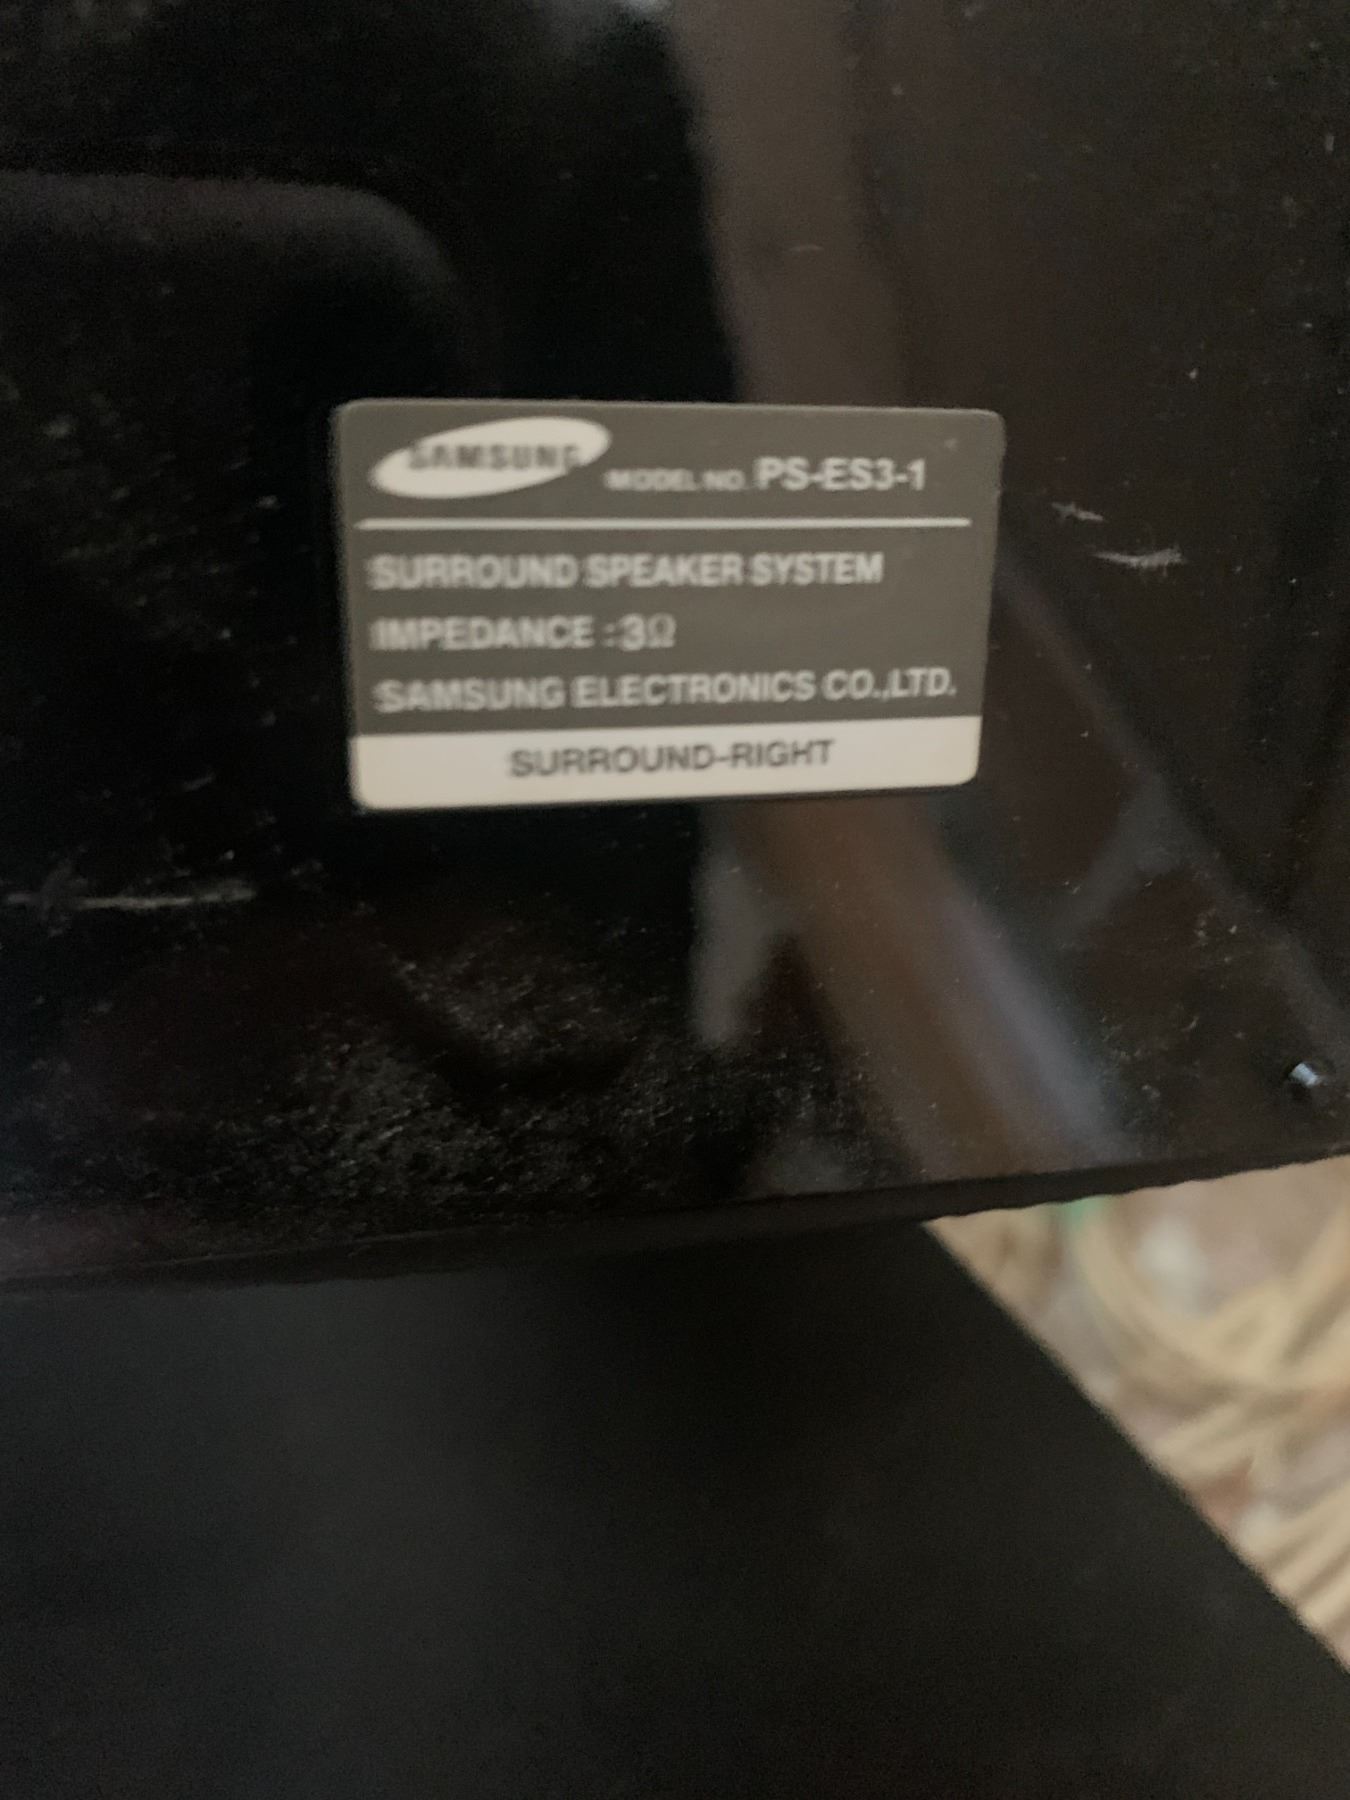 SAMSUNG MODEL NO. PS-ES3-1
SURROUND SPEAKER SYSTEM
IMPEDANCE : 3Ω
SAMSUNG ELECTRONICS CO.,LTD.
SURROUND-RIGHT